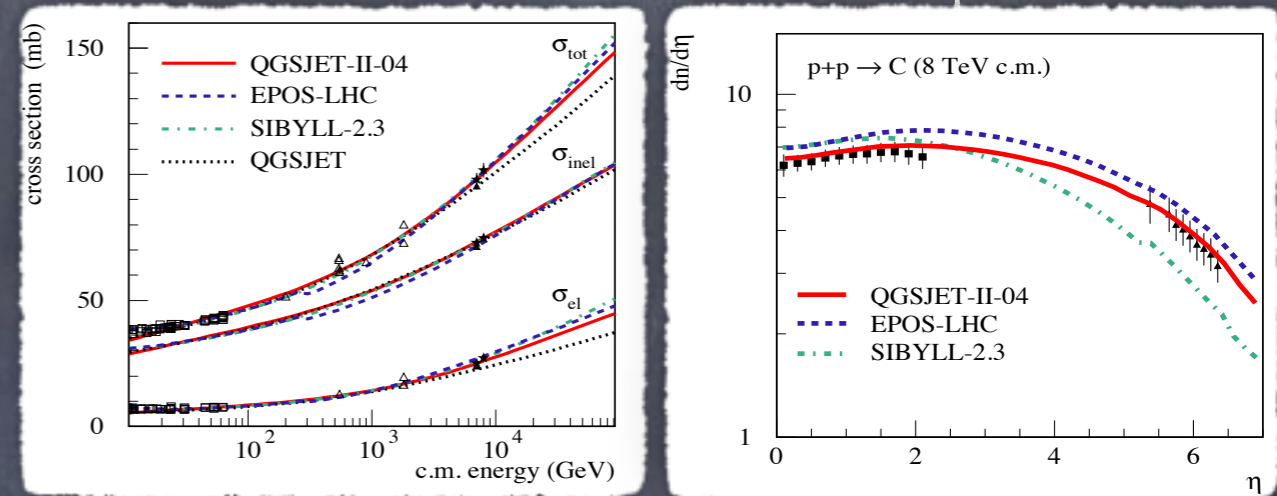 cross section (mb)
150
100
50
0
QGSJET-II-04
EPOS-LHC
SIBYLL-2.3
QGSJET
σtot
σinel
σel
10 2
10 3
10 4
c.m. energy (GeV)
dn/dη
10
1
p+p → C (8 TeV c.m.)
QGSJET-II-04
EPOS-LHC
SIBYLL-2.3
0 2 4 6
η